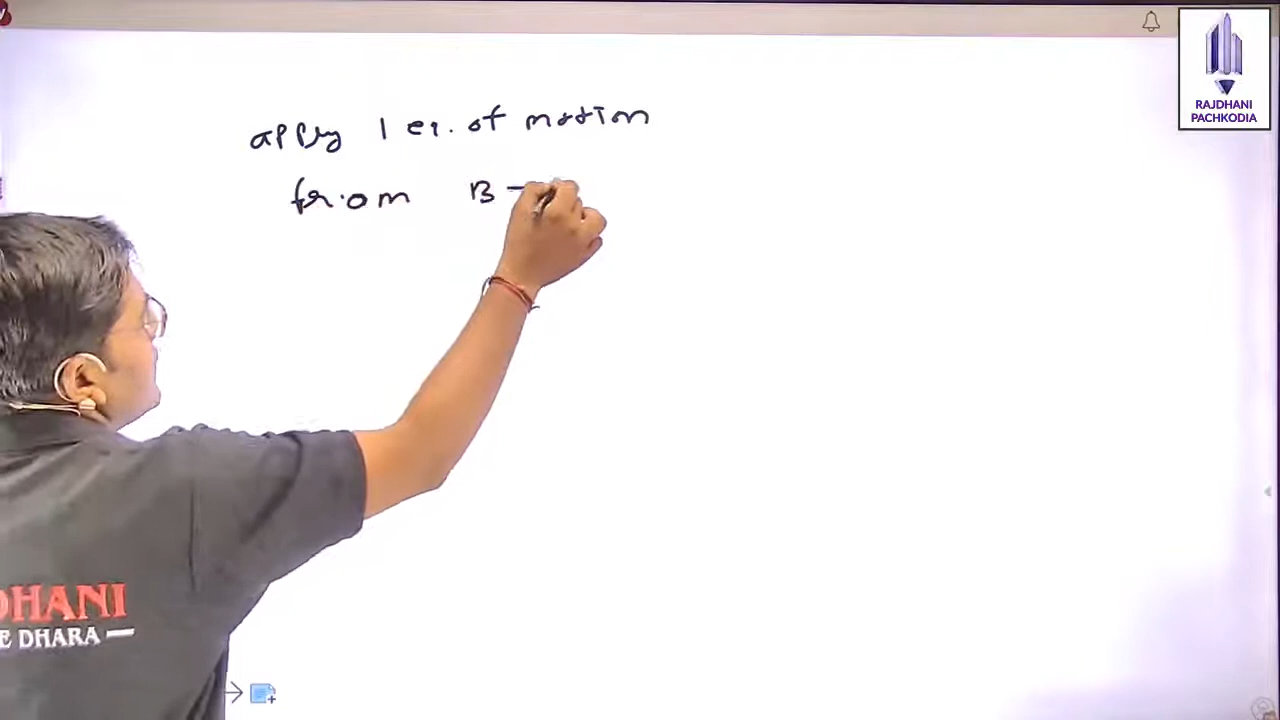 RAJDHANI
PACHKODIA
apply 1 eq. of motion
from B -
DHANI
E DHARA